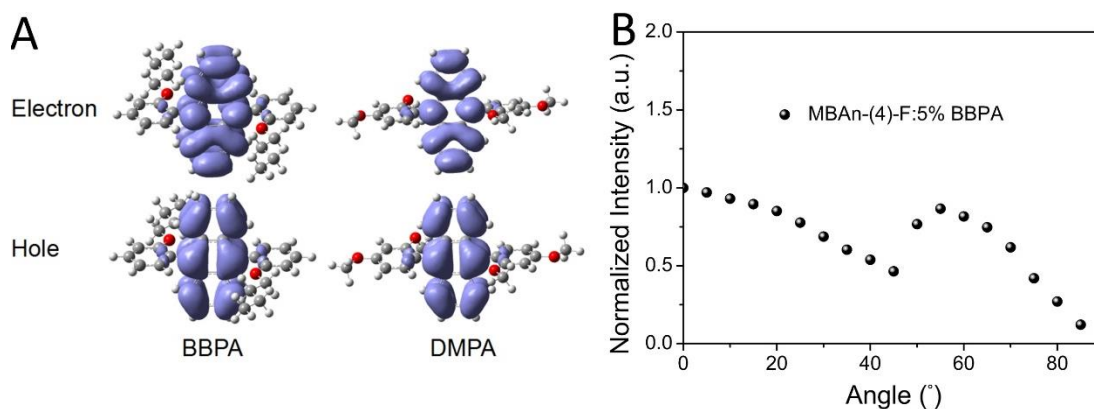 A
Electron
Hole
BBPA
DMPA
B
Normalized Intensity (a.u.)
2.0
1.5
1.0
0.5
0.0
MBAn-(4)-F:5% BBPA
0
20
40
60
80
Angle (°)